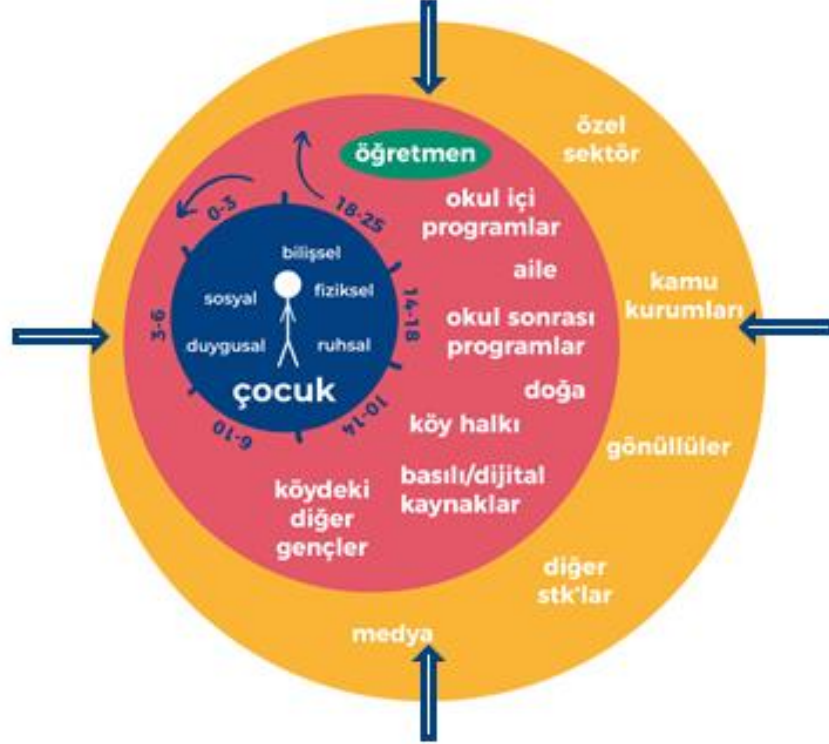 öğretmen
okul içi
programlar
aile
okul sonrası
programlar
doğa
köy halkı
basılı/dijital
kaynaklar
köydeki
diğer
gençler
0-3
3-6
6-10
10-14
14-18
18-25
bilişsel
sosyal
fiziksel
duygusal
ruhsal
çocuk
özel
sektör
kamu
kurumları
gönüllüler
diğer
stk'lar
medya